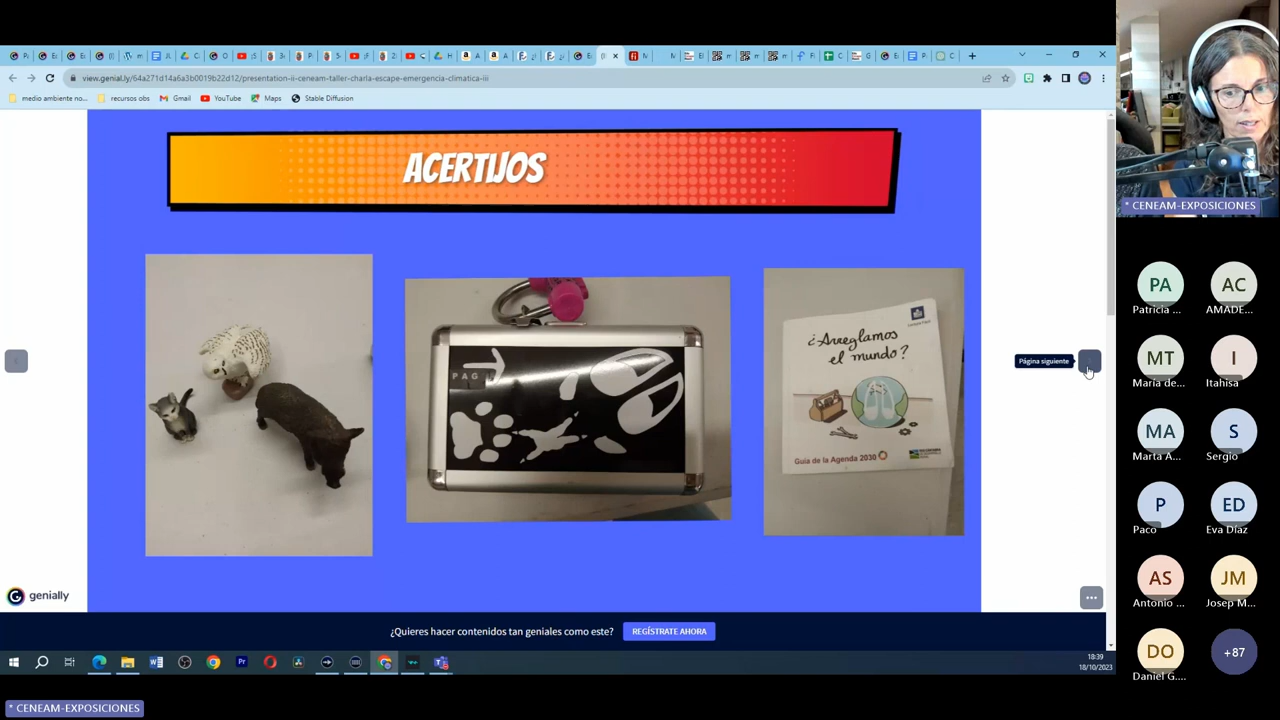 view.genial.ly/64a271d14a6a3b0019b22d12/presentation-ii-ceneam-taller-charla-escape-emergencia-climatica-iii
medio ambiente no...
recursos obs
Gmail
YouTube
Maps
Stable Diffusion
ACERTIJOS
PAG
¿Arreglamos
el mundo?
Guía de la Agenda 2030
Página siguiente
genially
¿Quieres hacer contenidos tan geniales como este?
REGÍSTRATE AHORA
18:39
18/10/2023
* CENEAM-EXPOSICIONES
PA
AC
Patricia ...
AMADE...
MT
I
María de...
Itahisa
MA
S
Marta A...
Sergio
P
ED
Paco
Eva Díaz
AS
JM
Antonio ...
Josep M...
DO
+87
Daniel G....
* CENEAM-EXPOSICIONES